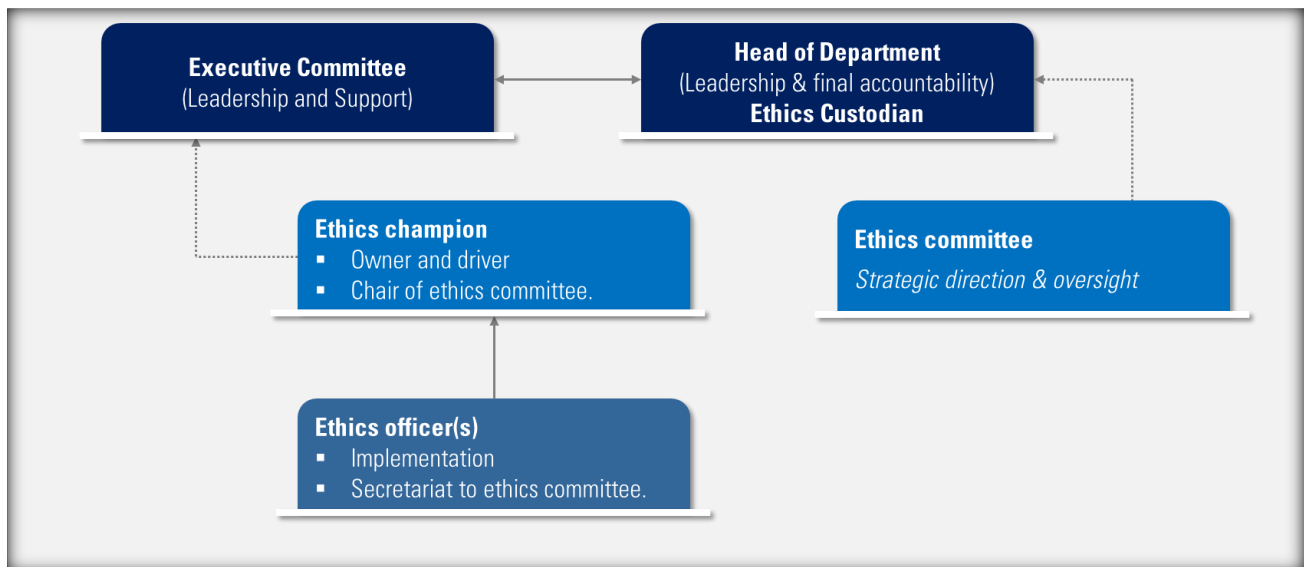 Executive Committee
(Leadership and Support)
Head of Department
(Leadership & final accountability)
Ethics Custodian
Ethics champion
▪ Owner and driver
▪ Chair of ethics committee.
Ethics committee
Strategic direction & oversight
Ethics officer(s)
▪ Implementation
▪ Secretariat to ethics committee.